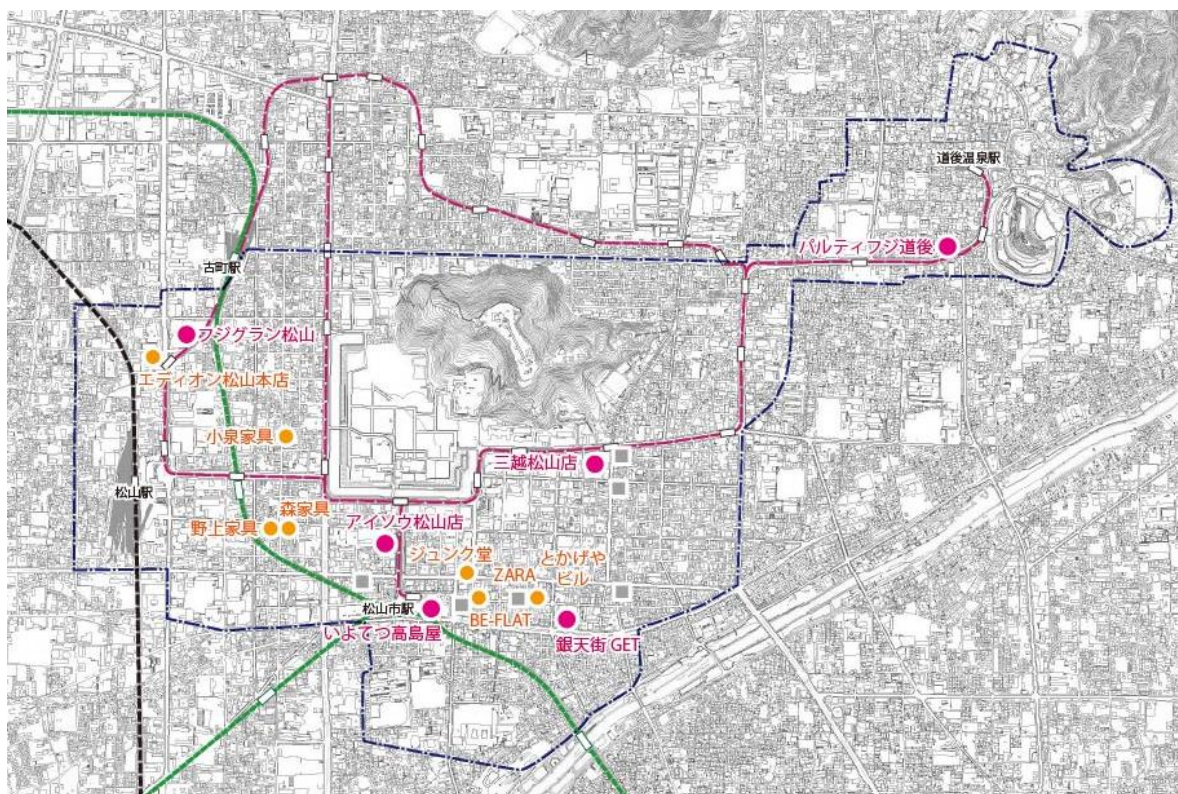 道後温泉駅
パルティフジ道後
古町駅
フジグラン松山
エディオン松山本店
小泉家具
三越松山店
松山駅
森家具
野上家具
アイソウ松山店
ジュンク堂
とかげや
ビル
ZARA
松山市駅
BE-FLAT
いよてつ高島屋
銀天街 GET